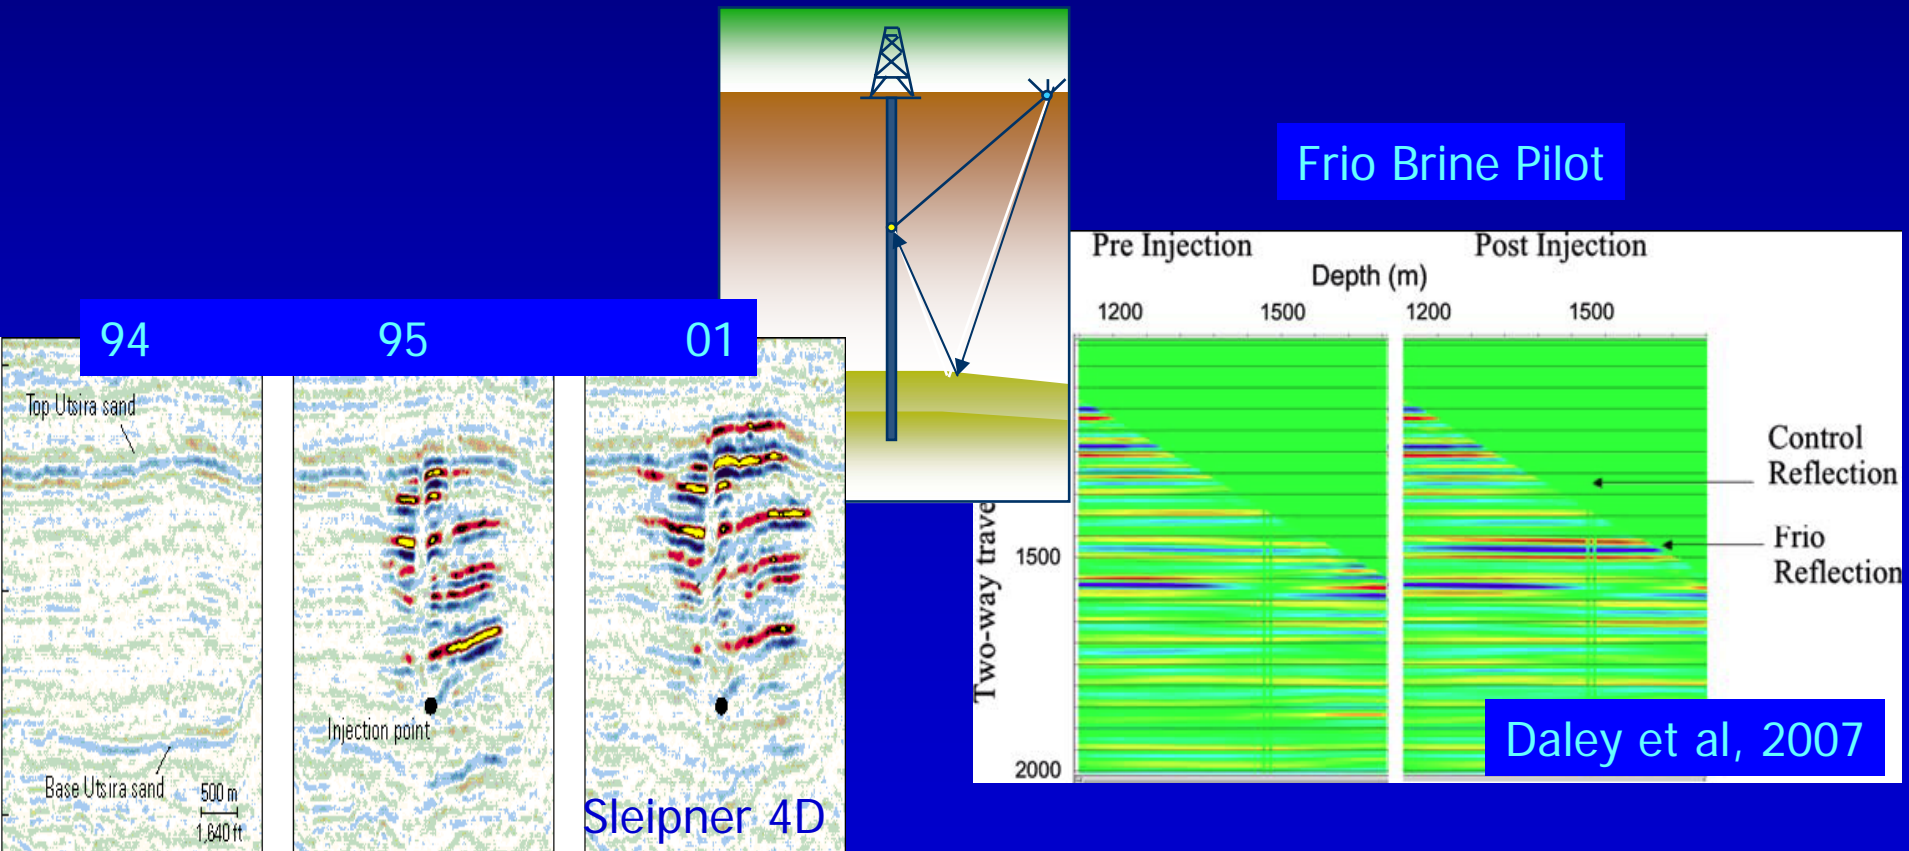 Frio Brine Pilot
94 95 01
Top Utsira sand
Injection point
Base Utsira sand
500 m
1,640 ft
Sleipner 4D
Pre Injection Post Injection
Depth (m)
1200 1500 1200 1500
Control
Reflection
Frio
Reflection
Two-way trave
1500
2000
Daley et al, 2007